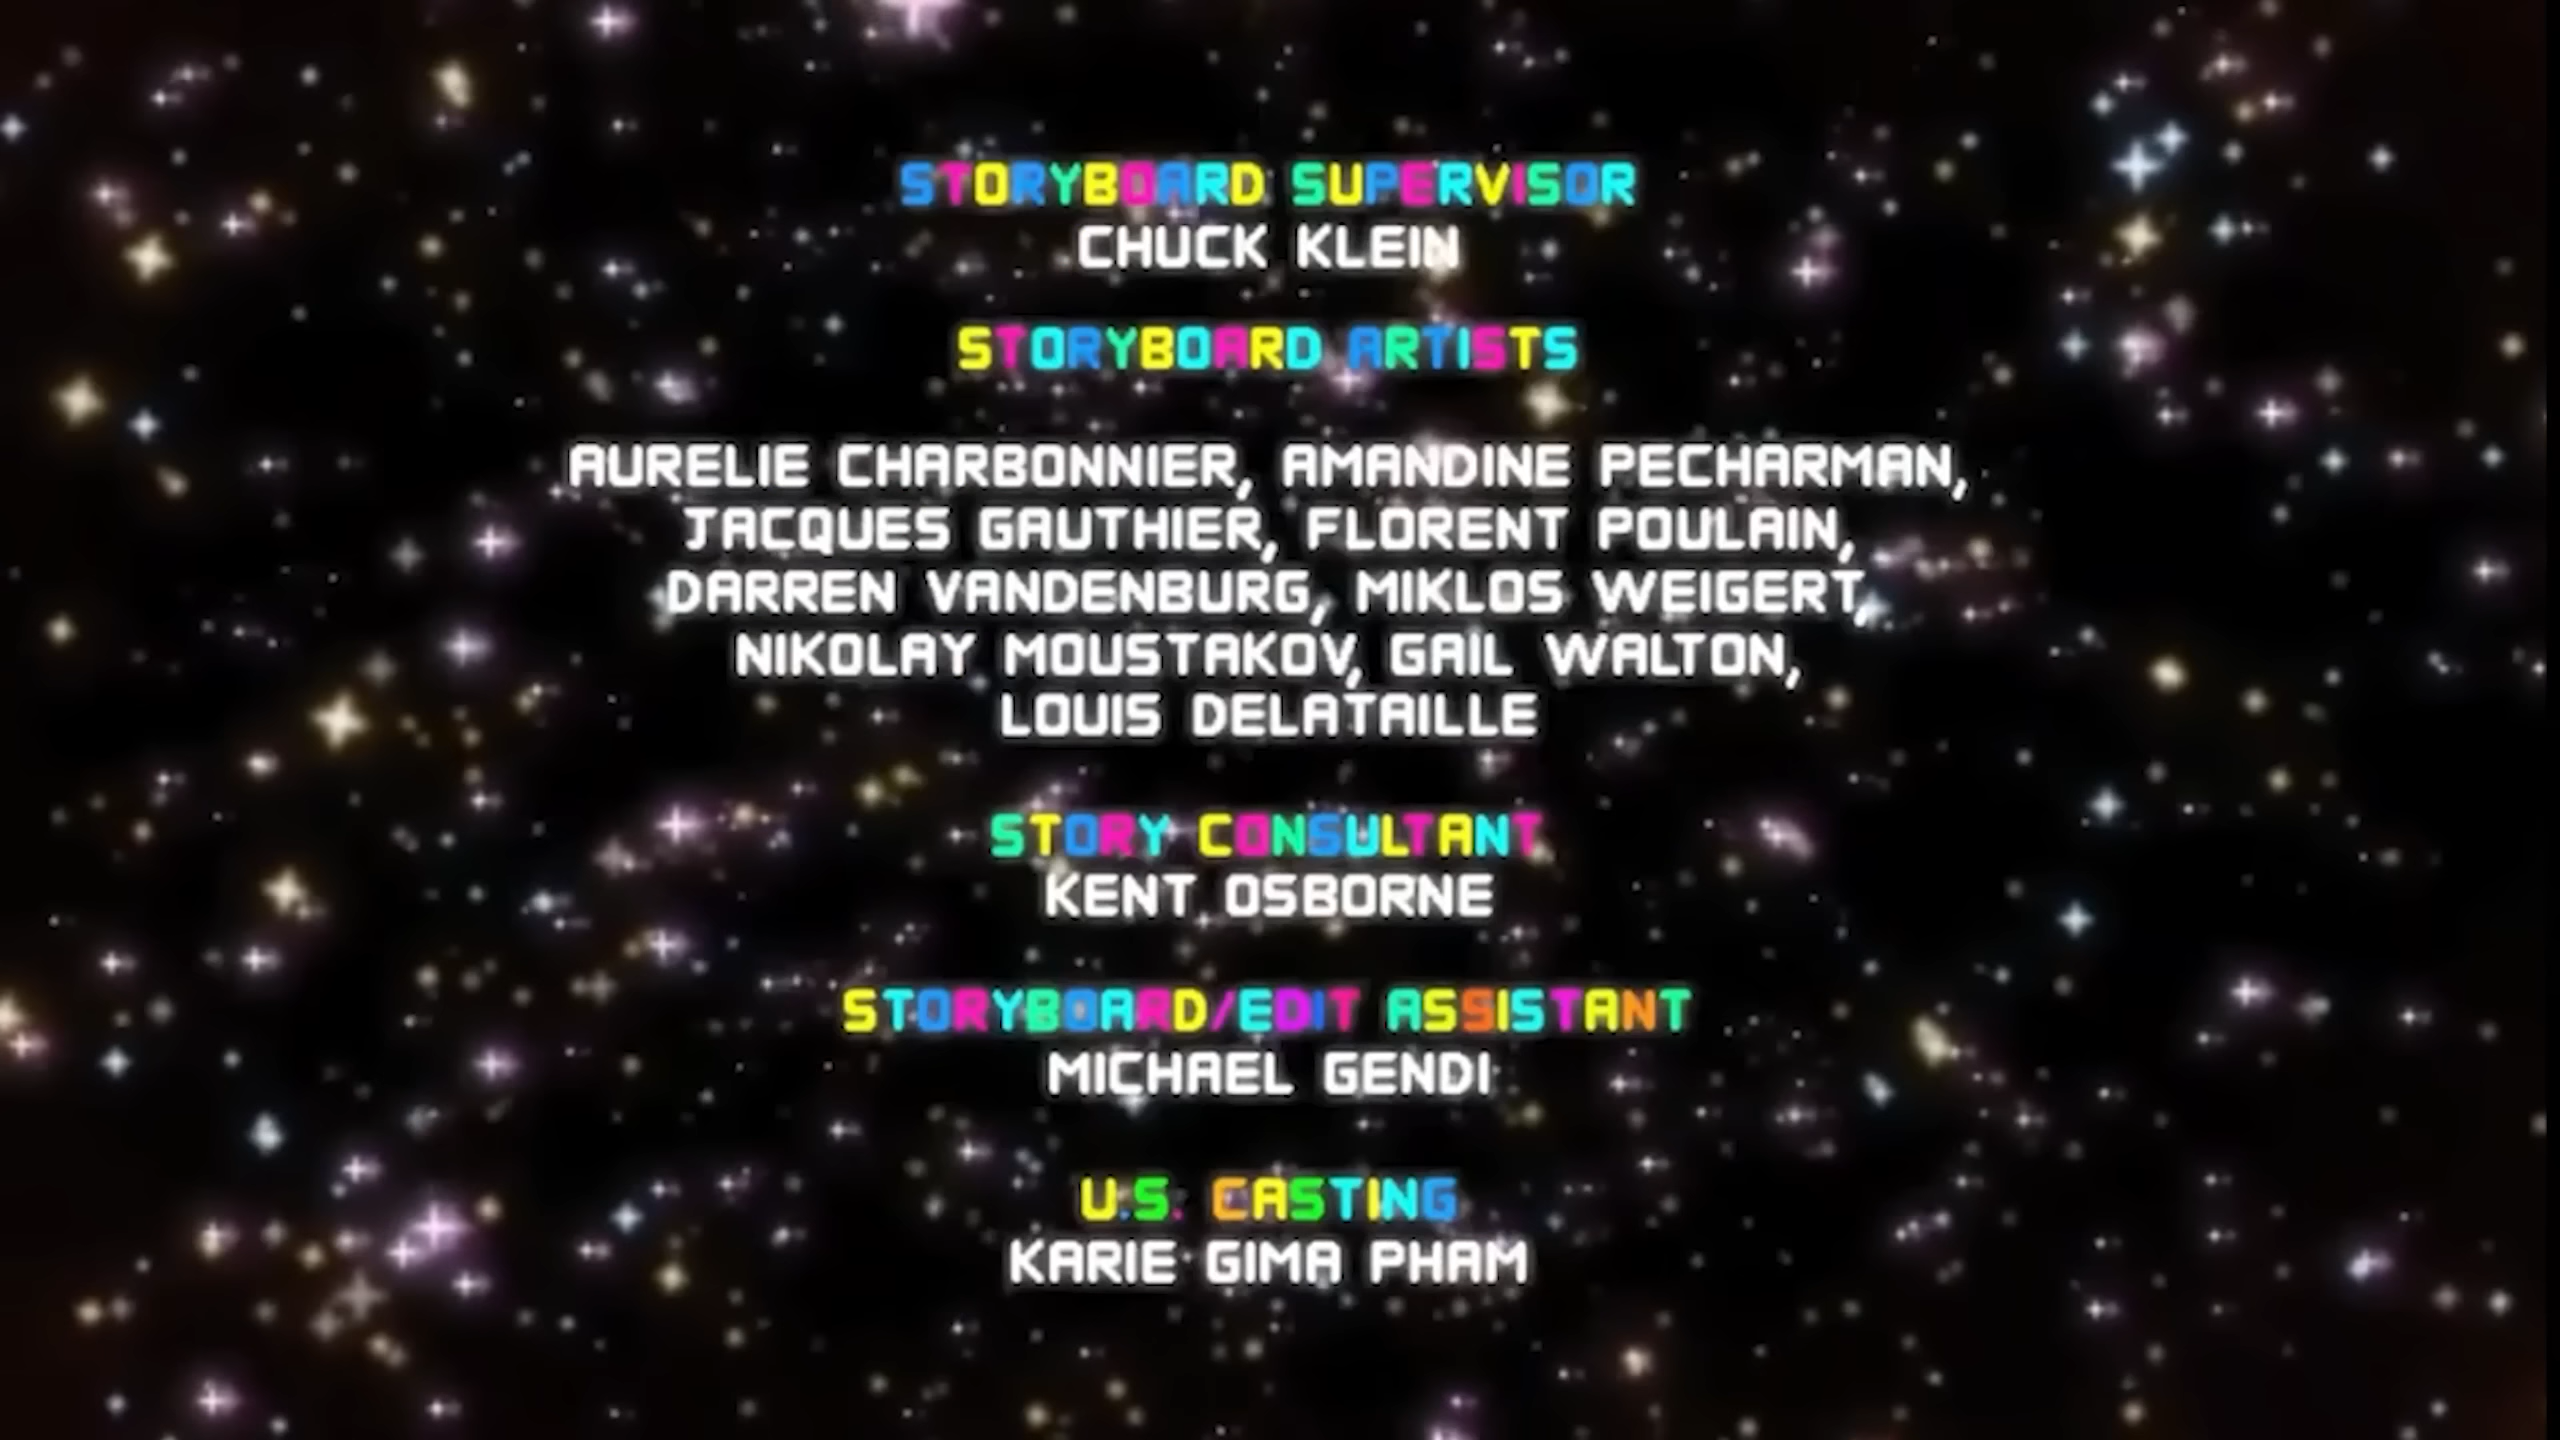 STORYBOARD SUPERVISOR
CHUCK KLEIN
STORYBOARD ARTISTS
AURELIE CHARBONNIER, AMANDINE PECHARMAN,
JACQUES GAUTHIER, FLORENT POULAIN,
DARREN VANDENBURG, MIKLOS WEIGERT,
NIKOLAY MOUSTAKOV, GAIL WALTON,
LOUIS DELATAILLE
STORY CONSULTANT
KENT OSBORNE
STORYBOARD/EDIT ASSISTANT
MICHAEL GENDI
U.S. CASTING
KARIE GIMA PHAM